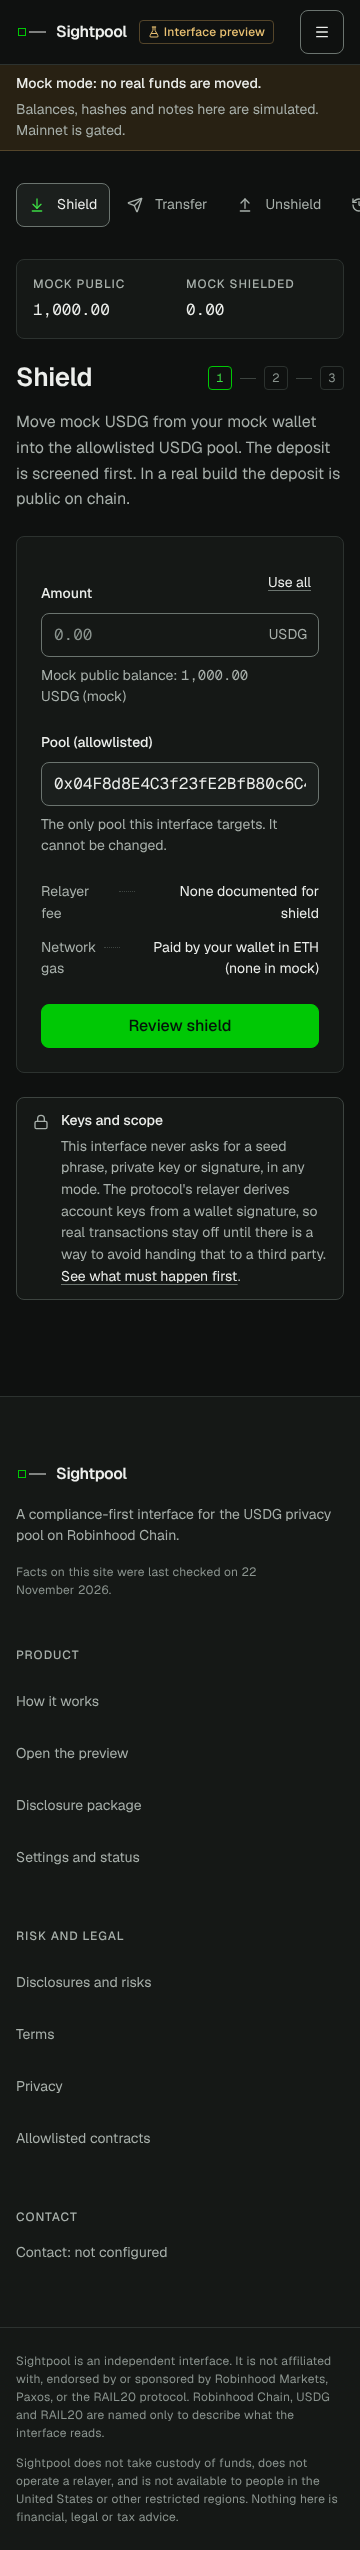 Sightpool
Interface preview
Mock mode: no real funds are moved.
Balances, hashes and notes here are simulated.
Mainnet is gated.
Shield
Transfer
Unshield
MOCK PUBLIC
MOCK SHIELDED
1,000.00
0.00
Shield
1
2
3
Move mock USDG from your mock wallet
into the allowlisted USDG pool. The deposit
is screened first. In a real build the deposit is
public on chain.
Amount
Use all
0.00
USDG
Mock public balance: 1,000.00
USDG (mock)
Pool (allowlisted)
0x04F8d8E4C3f23fE2BfB80c6C
The only pool this interface targets. It
cannot be changed.
Relayer
fee
None documented for
shield
Network
gas
Paid by your wallet in ETH
(none in mock)
Review shield
Keys and scope
This interface never asks for a seed
phrase, private key or signature, in any
mode. The protocol's relayer derives
account keys from a wallet signature, so
real transactions stay off until there is a
way to avoid handing that to a third party.
See what must happen first.
Sightpool
A compliance-first interface for the USDG privacy
pool on Robinhood Chain.
Facts on this site were last checked on 22
November 2026.
PRODUCT
How it works
Open the preview
Disclosure package
Settings and status
RISK AND LEGAL
Disclosures and risks
Terms
Privacy
Allowlisted contracts
CONTACT
Contact: not configured
Sightpool is an independent interface. It is not affiliated
with, endorsed by or sponsored by Robinhood Markets,
Paxos, or the RAIL20 protocol. Robinhood Chain, USDG
and RAIL20 are named only to describe what the
interface reads.
Sightpool does not take custody of funds, does not
operate a relayer, and is not available to people in the
United States or other restricted regions. Nothing here is
financial, legal or tax advice.